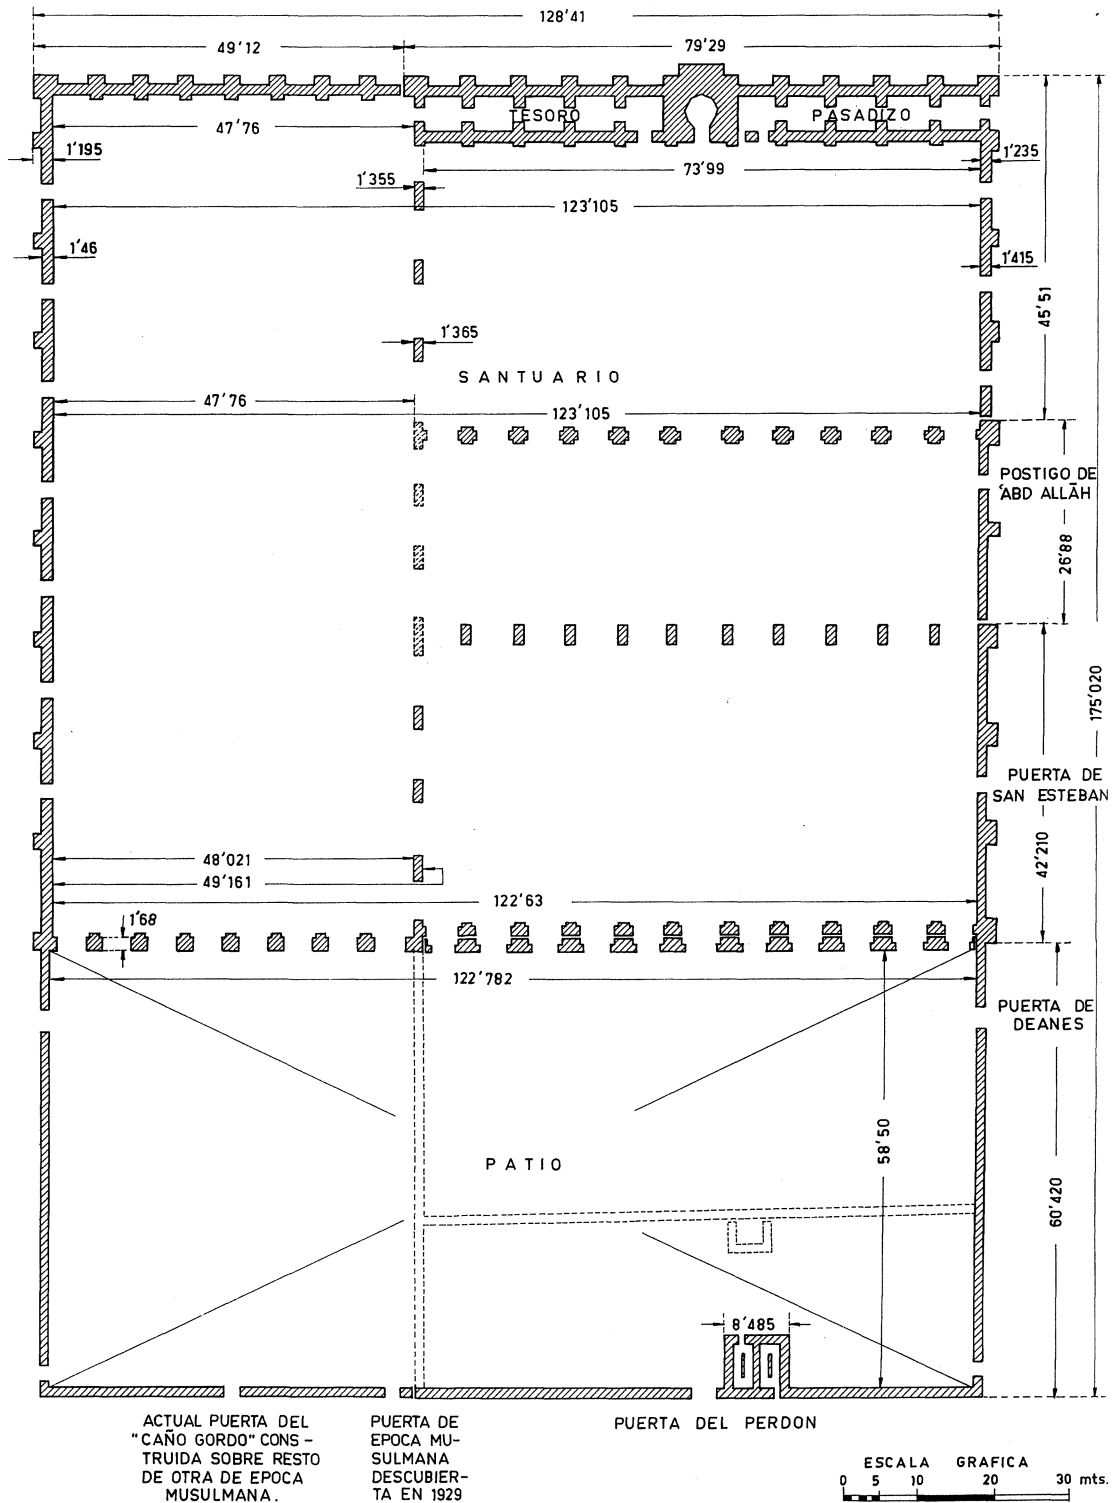 128'41
49'12
79'29
TESORO
PASADIZO
47'76
1'195
1'235
73'99
1'355
123'105
1'46
1'415
45'51
1'365
SANTUARIO
47'76
123'105
POSTIGO DE
'ABD ALLĀH
26'88
175'020
PUERTA DE
SAN ESTEBAN
42'210
48'021
49'161
122'63
1'68
122'782
PUERTA DE
DEANES
58'50
PATIO
60'420
8'485
ACTUAL PUERTA DEL
"CAÑO GORDO" CONS-
TRUIDA SOBRE RESTO
DE OTRA DE EPOCA
MUSULMANA.
PUERTA DE
EPOCA MU-
SULMANA
DESCUBIER-
TA EN 1929
PUERTA DEL PERDON
ESCALA GRAFICA
0 5 10 20 30 mts.